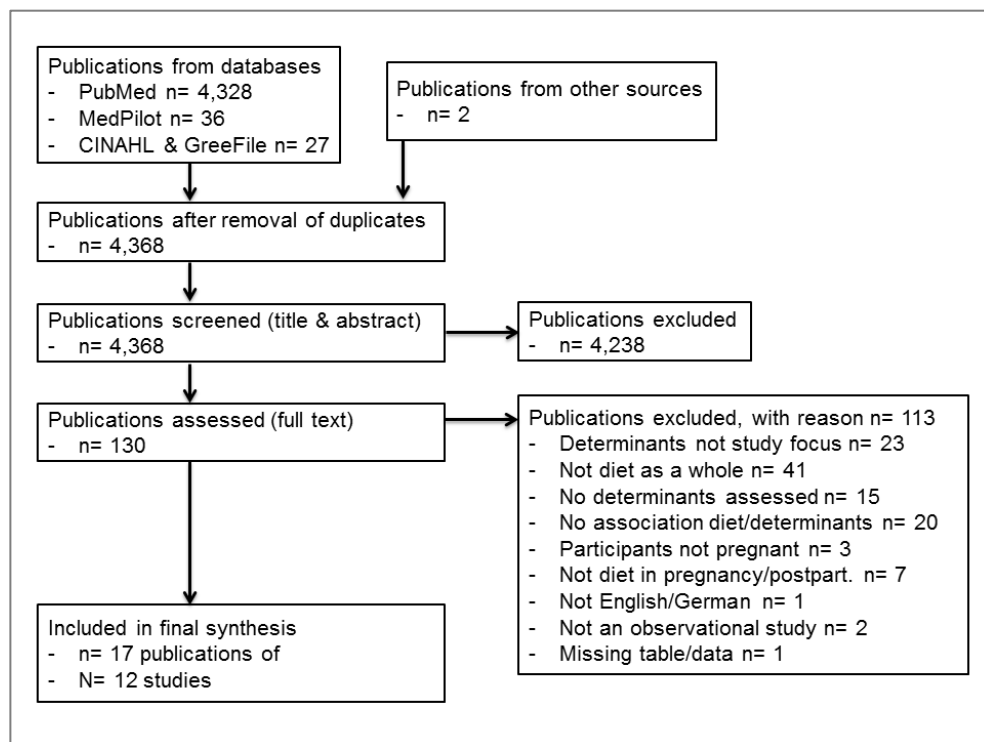 Publications from databases
- PubMed n= 4,328
- MedPilot n= 36
- CINAHL & GreeFile n= 27
Publications from other sources
- n= 2
Publications after removal of duplicates
- n= 4,368
Publications screened (title & abstract)
- n= 4,368
Publications excluded
- n= 4,238
Publications assessed (full text)
- n= 130
Publications excluded, with reason n= 113
- Determinants not study focus n= 23
- Not diet as a whole n= 41
- No determinants assessed n= 15
- No association diet/determinants n= 20
- Participants not pregnant n= 3
- Not diet in pregnancy/postpart. n= 7
- Not English/German n= 1
- Not an observational study n= 2
- Missing table/data n= 1
Included in final synthesis
- n= 17 publications of
- N= 12 studies